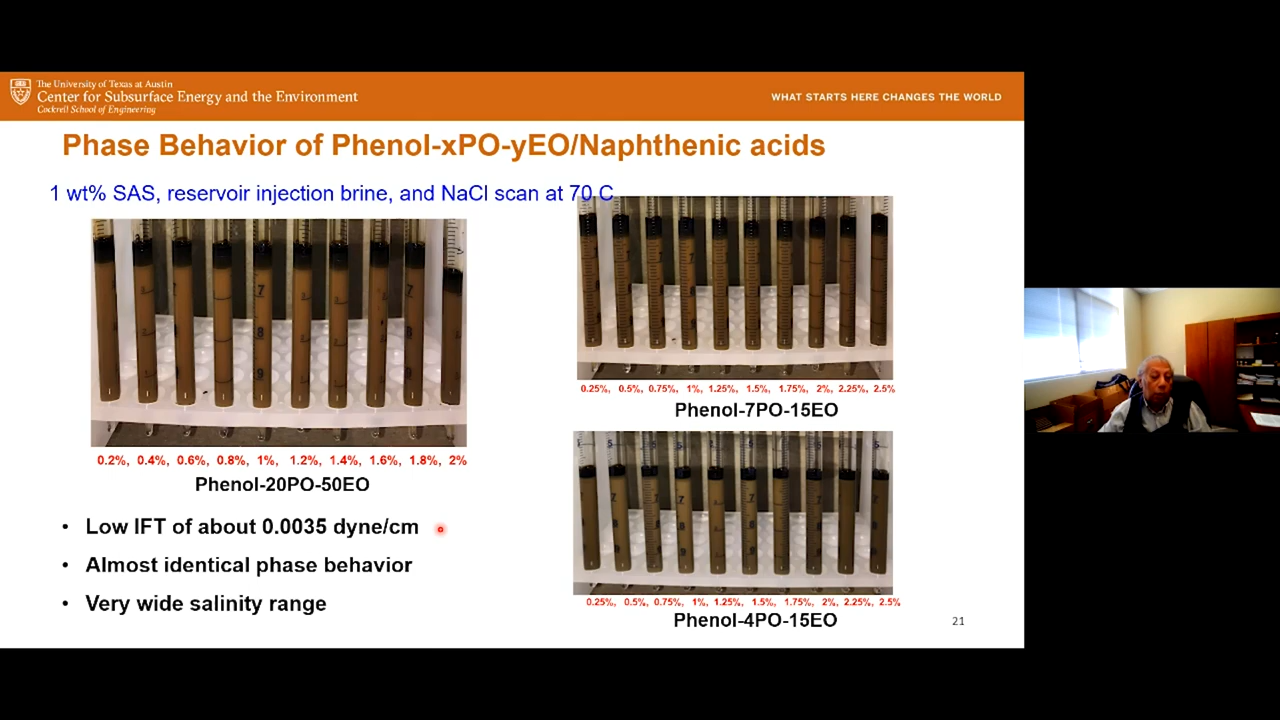 The University of Texas at Austin
Center for Subsurface Energy and the Environment
Cockrell School of Engineering
WHAT STARTS HERE CHANGES THE WORLD
Phase Behavior of Phenol-xPO-yEO/Naphthenic acids
1 wt% SAS, reservoir injection brine, and NaCl scan at 70 C
0.2%, 0.4%, 0.6%, 0.8%, 1%, 1.2%, 1.4%, 1.6%, 1.8%, 2%
Phenol-20PO-50EO
0.25%, 0.5%, 0.75%, 1%, 1.25%, 1.5%, 1.75%, 2%, 2.25%, 2.5%
Phenol-7PO-15EO
0.25%, 0.5%, 0.75%, 1%, 1.25%, 1.5%, 1.75%, 2%, 2.25%, 2.5%
Phenol-4PO-15EO
• Low IFT of about 0.0035 dyne/cm
• Almost identical phase behavior
• Very wide salinity range
21